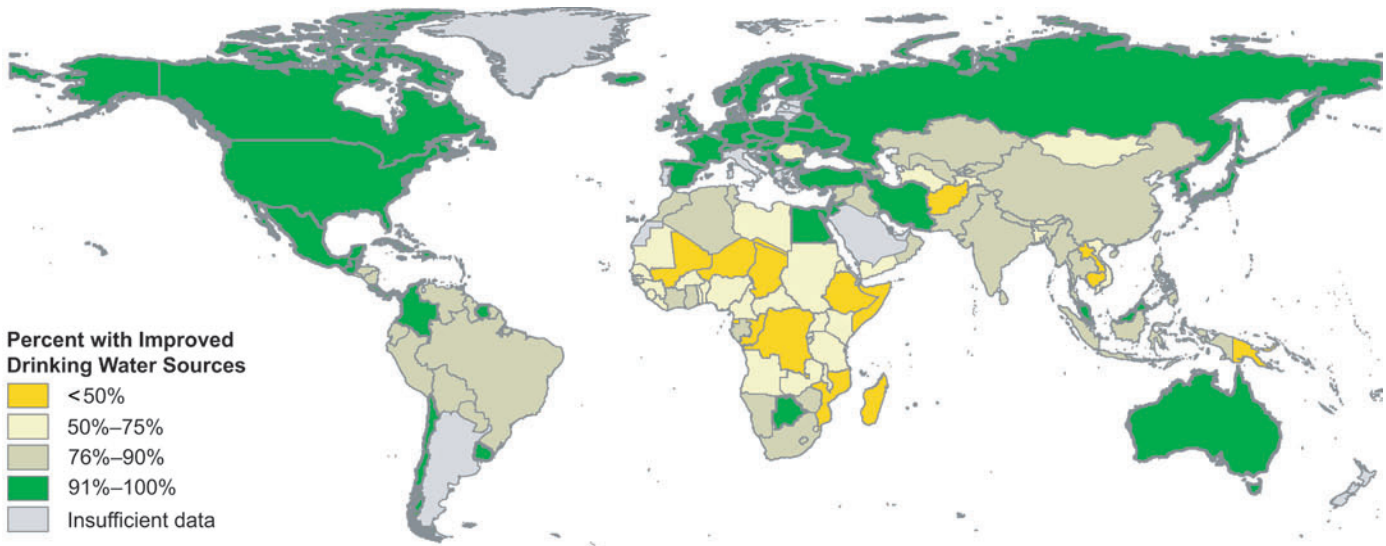 Percent with Improved
Drinking Water Sources
<50%
50%–75%
76%–90%
91%–100%
Insufficient data